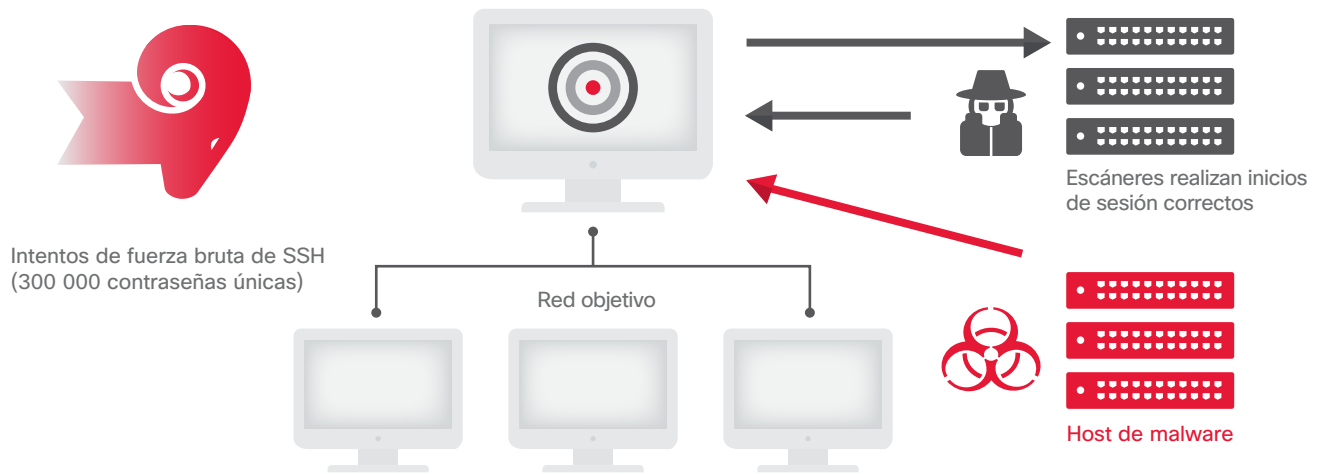 Intentos de fuerza bruta de SSH
(300 000 contraseñas únicas)
Red objetivo
Escáneres realizan inicios
de sesión correctos
Host de malware